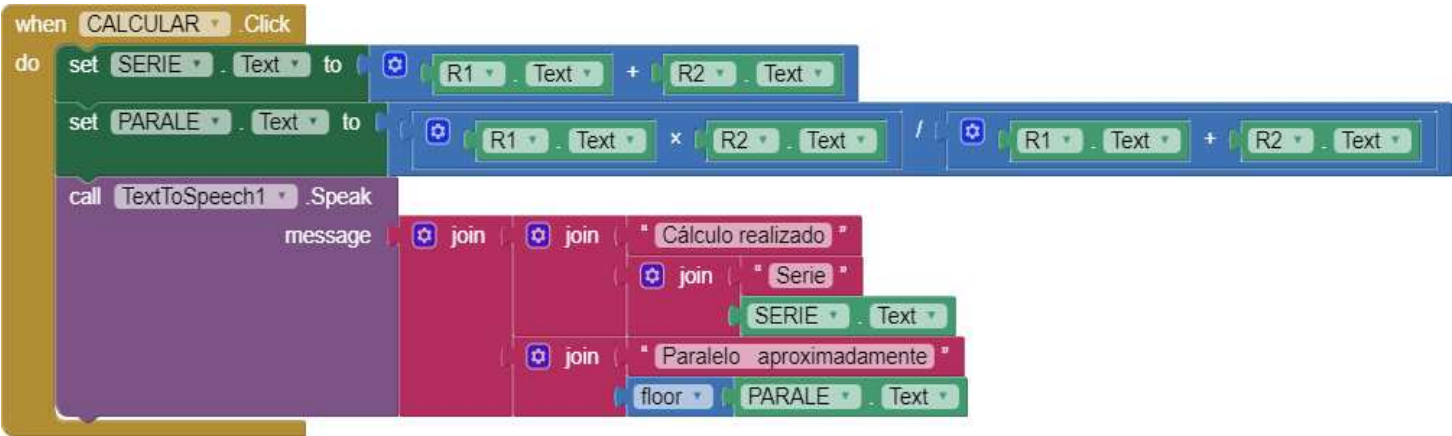 when CALCULAR .Click
do set SERIE . Text to R1 . Text + R2 . Text
set PARALE . Text to R1 . Text × R2 . Text / R1 . Text + R2 . Text
call TextToSpeech1 .Speak
message join join " Cálculo realizado "
join " Serie "
SERIE . Text
join " Paralelo aproximadamente "
floor PARALE . Text